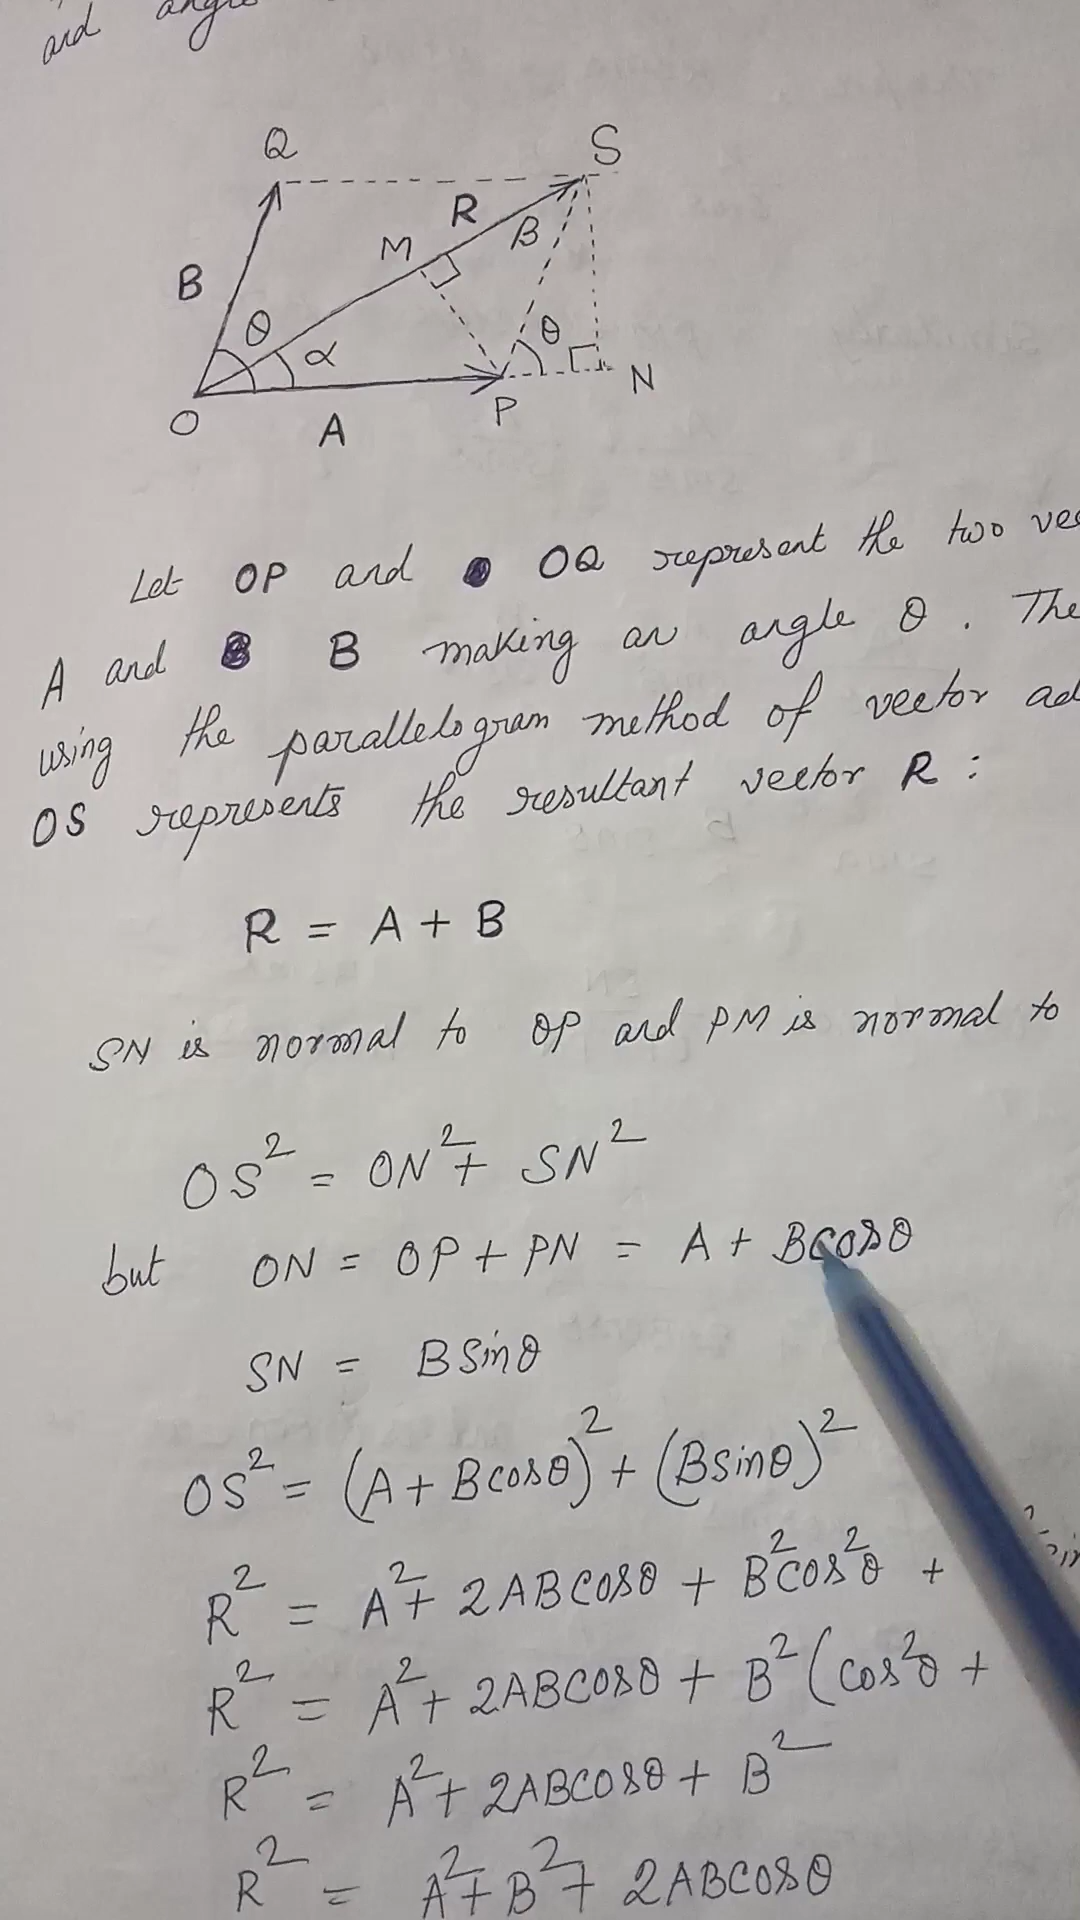 and angle
Q
S
R
M
β
B
θ
α
θ
O
A
P
N
Let OP and OQ represent the two
A and B making an angle θ. The
using the parallelogram method of vector ad
OS represents the resultant vector R :
R = A + B
SN is normal to OP and PM is normal to
OS² = ON² + SN²
but ON = OP + PN = A + Bcosθ
SN = BSinθ
OS² = (A + Bcosθ)² + (Bsinθ)²
R² = A² + 2ABcosθ + B²cos²θ +
R² = A² + 2ABCOSθ + B² (cos²θ +
R² = A² + 2ABCOSθ + B²
R² = A² + B² + 2ABCOSθ